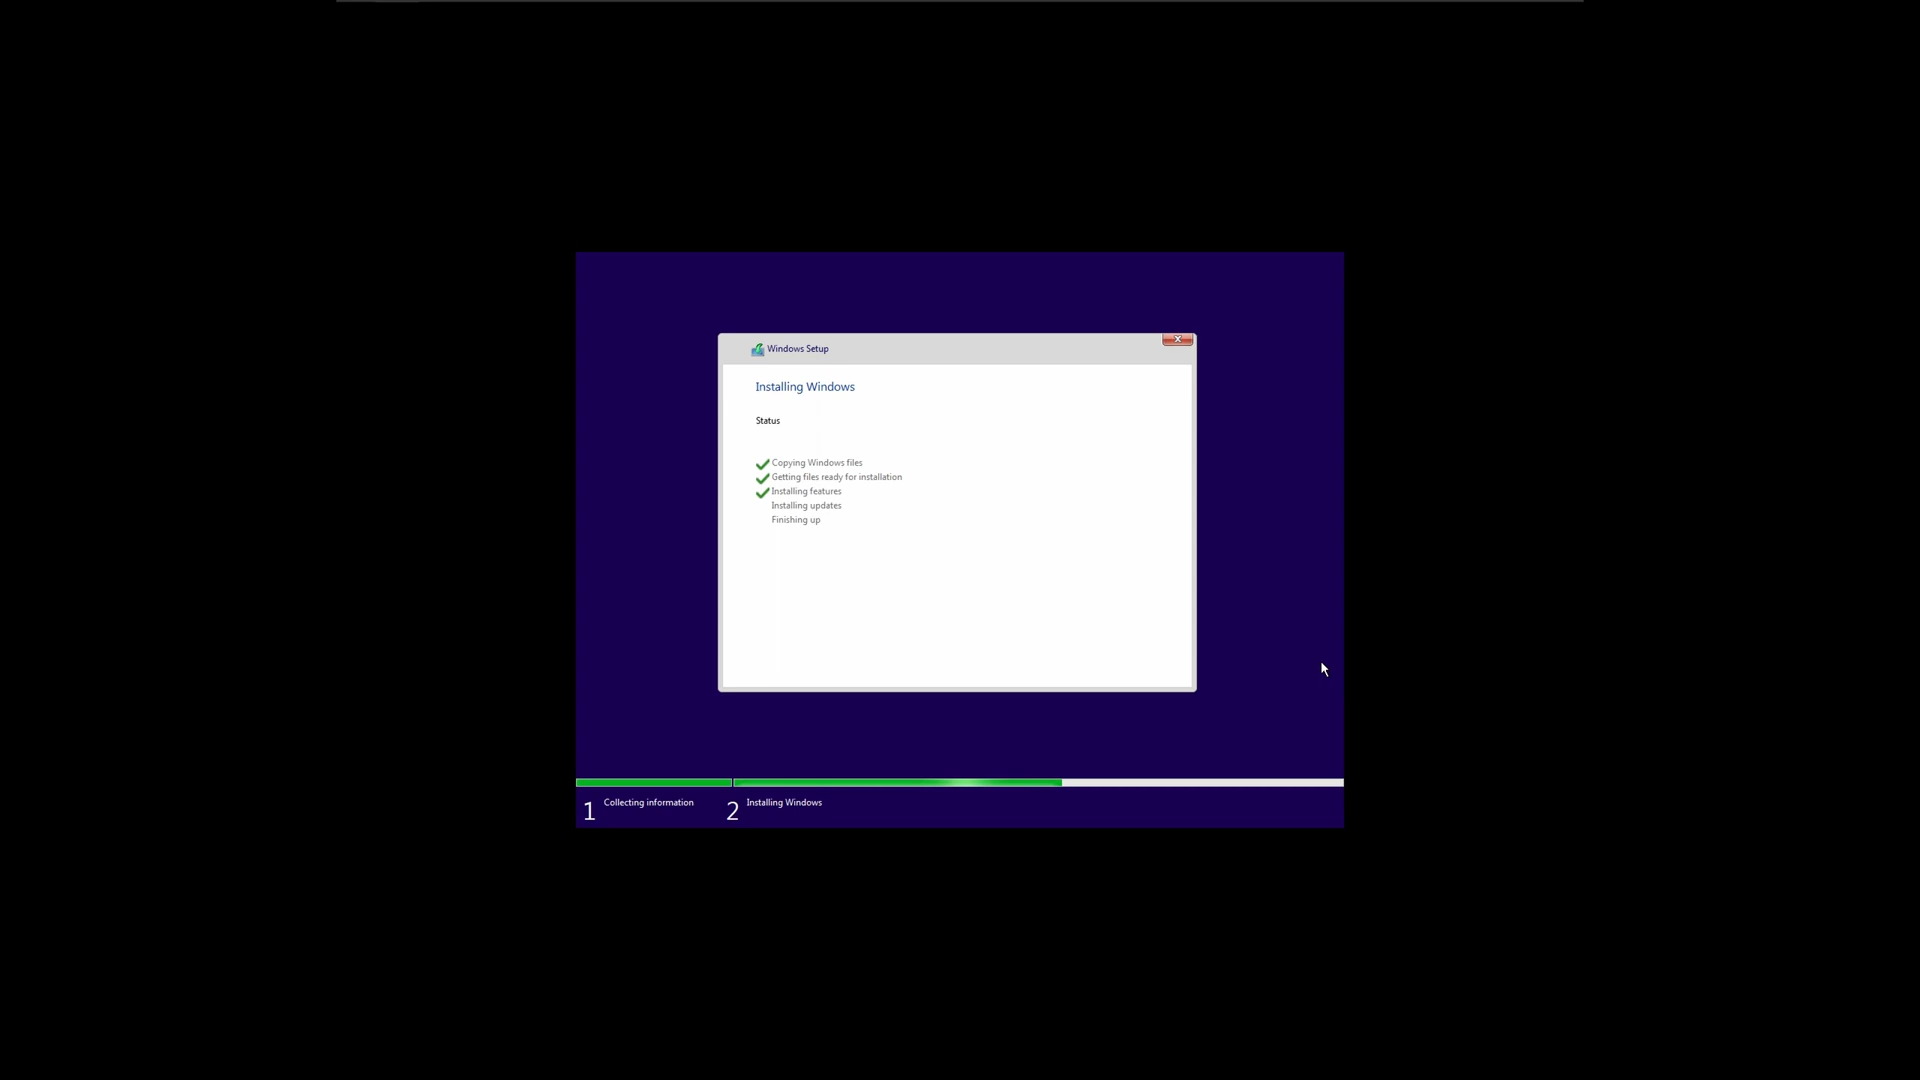 Windows Setup
Installing Windows
Status
Copying Windows files
Getting files ready for installation
Installing features
Installing updates
Finishing up
1 Collecting information
2 Installing Windows